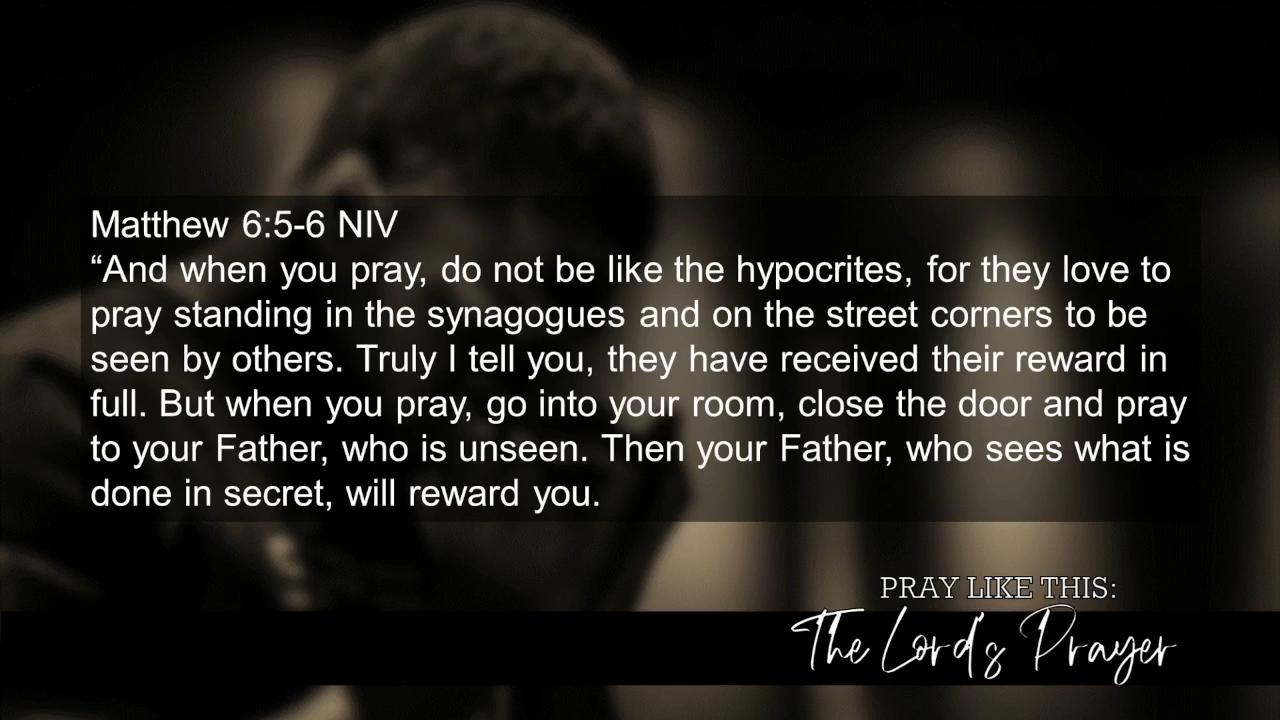 Matthew 6:5-6 NIV
“And when you pray, do not be like the hypocrites, for they love to
pray standing in the synagogues and on the street corners to be
seen by others. Truly I tell you, they have received their reward in
full. But when you pray, go into your room, close the door and pray
to your Father, who is unseen. Then your Father, who sees what is
done in secret, will reward you.
PRAY LIKE THIS:
The Lord's Prayer